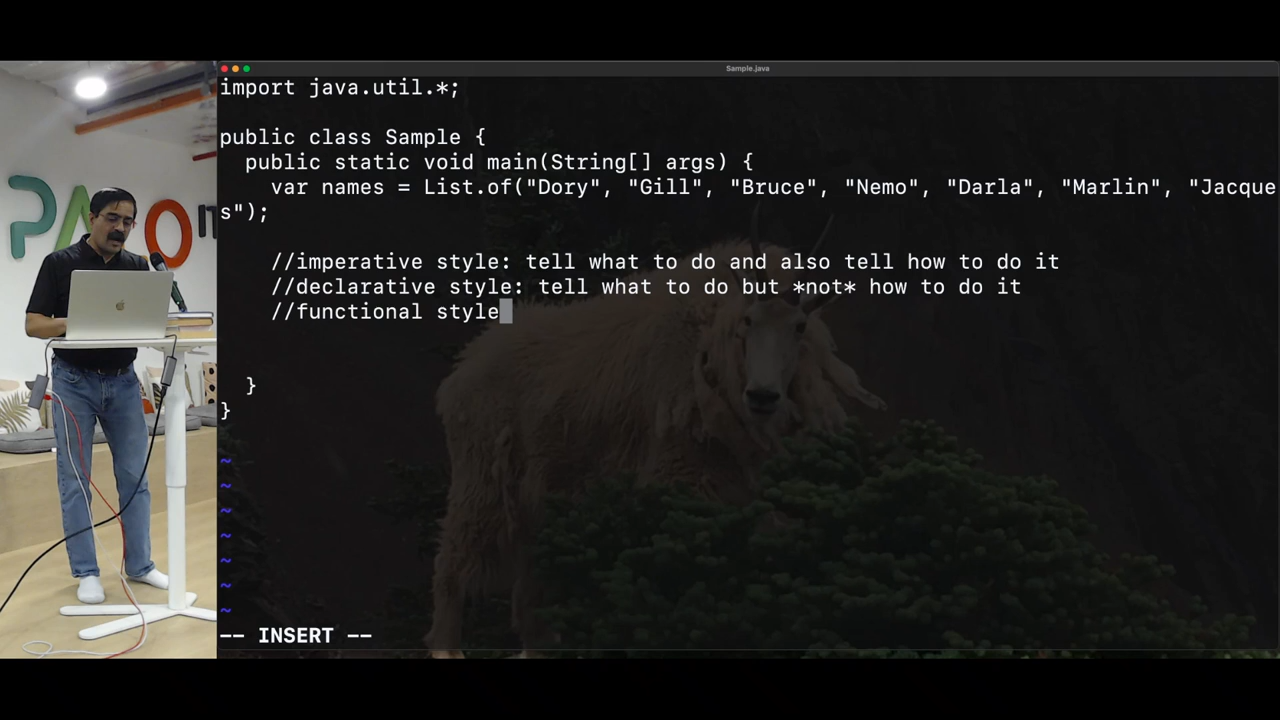 PALO IT
Sample.java
import java.util.*;
public class Sample {
public static void main(String[] args) {
var names = List.of("Dory", "Gill", "Bruce", "Nemo", "Darla", "Marlin", "Jacque
s");
//imperative style: tell what to do and also tell how to do it
//declarative style: tell what to do but *not* how to do it
//functional style
}
}
~
~
~
~
~
~
~
-- INSERT --